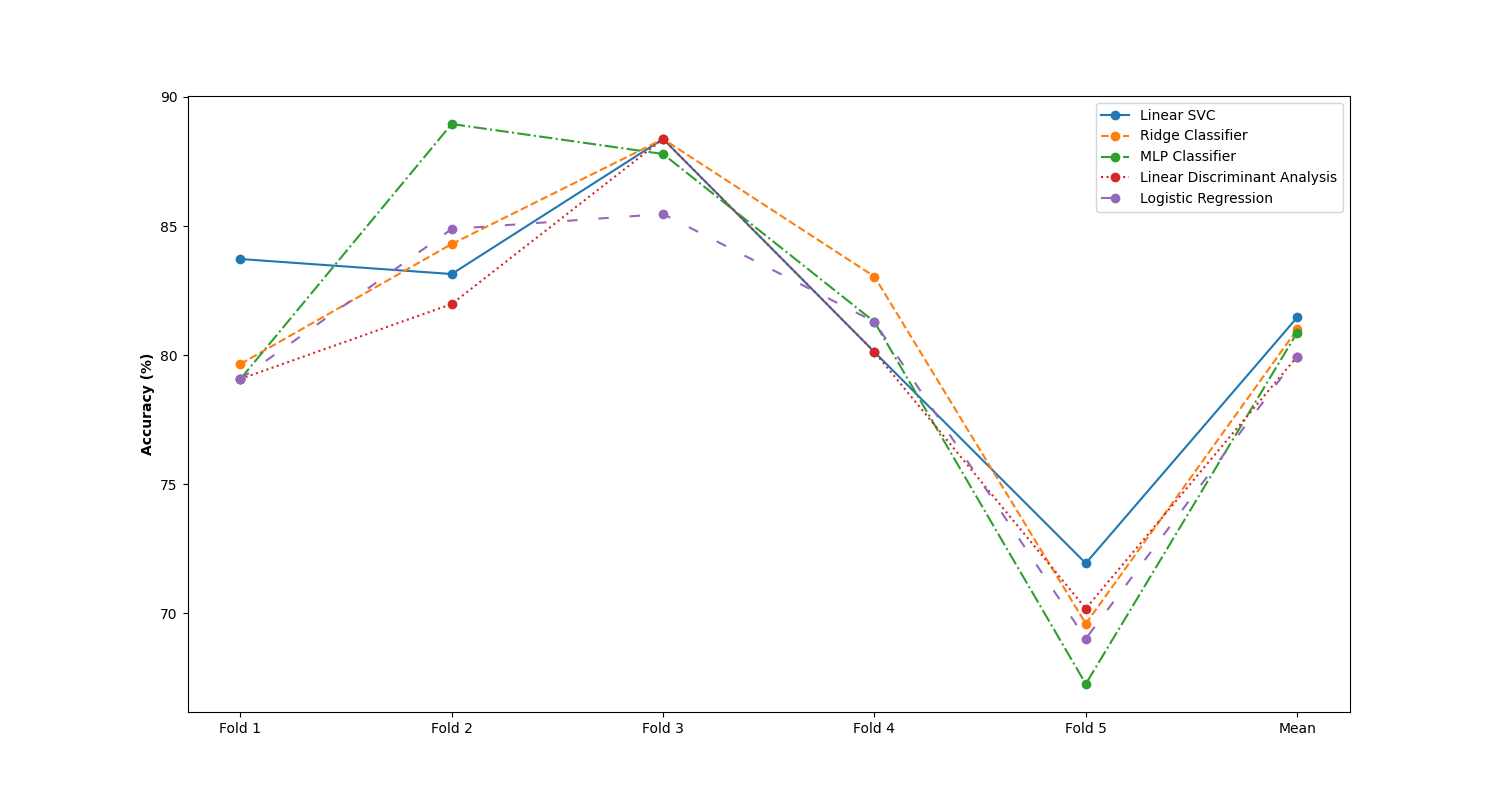 90
85
80
75
70
Accuracy (%)
Linear SVC
Ridge Classifier
MLP Classifier
Linear Discriminant Analysis
Logistic Regression
Fold 1
Fold 2
Fold 3
Fold 4
Fold 5
Mean